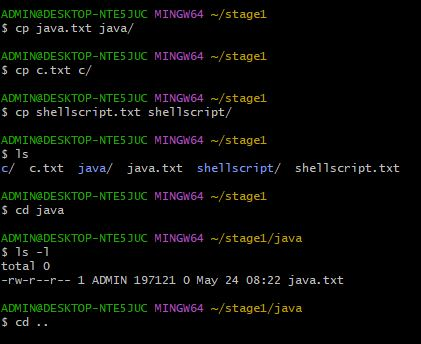 ADMIN@DESKTOP-NTE5JUC MINGW64 ~/stage1
$ cp java.txt java/
ADMIN@DESKTOP-NTE5JUC MINGW64 ~/stage1
$ cp c.txt c/
ADMIN@DESKTOP-NTE5JUC MINGW64 ~/stage1
$ cp shellscript.txt shellscript/
ADMIN@DESKTOP-NTE5JUC MINGW64 ~/stage1
$ ls
c/  c.txt  java/  java.txt  shellscript/  shellscript.txt
ADMIN@DESKTOP-NTE5JUC MINGW64 ~/stage1
$ cd java
ADMIN@DESKTOP-NTE5JUC MINGW64 ~/stage1/java
$ ls -l
total 0
-rw-r--r-- 1 ADMIN 197121 0 May 24 08:22 java.txt
ADMIN@DESKTOP-NTE5JUC MINGW64 ~/stage1/java
$ cd ..